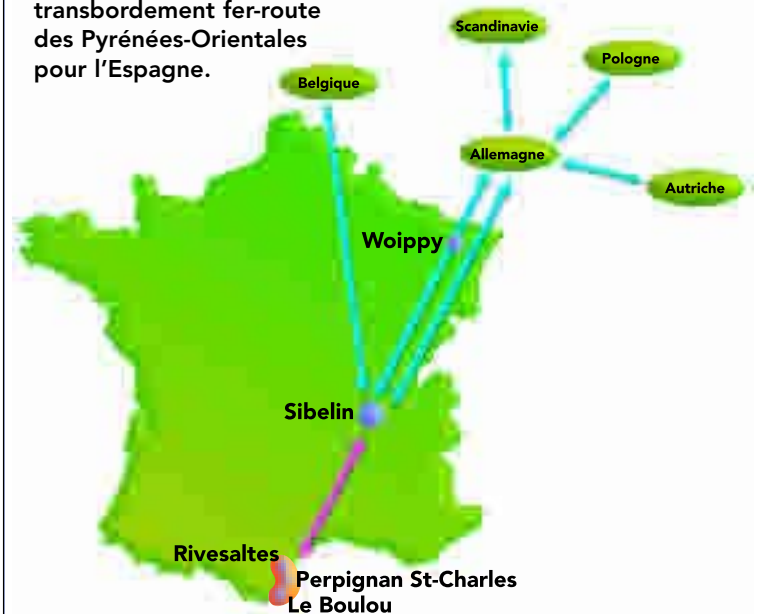 transbordement fer-route
des Pyrénées-Orientales
pour l'Espagne.
Scandinavie
Pologne
Belgique
Allemagne
Autriche
Woippy
Sibelin
Rivesaltes
Perpignan St-Charles
Le Boulou